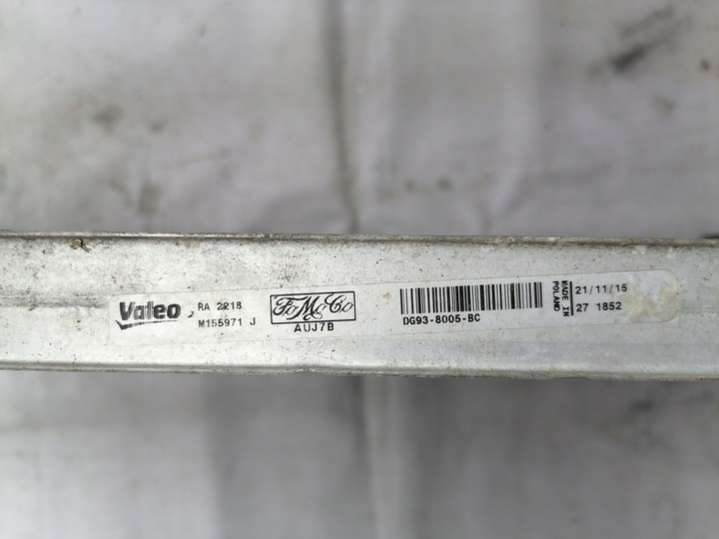 Valeo
RA 2218
M155971 J
FoMoCo
AUJ7B
DG93-8005-BC
MADE IN
POLAND
21/11/15
27 1852